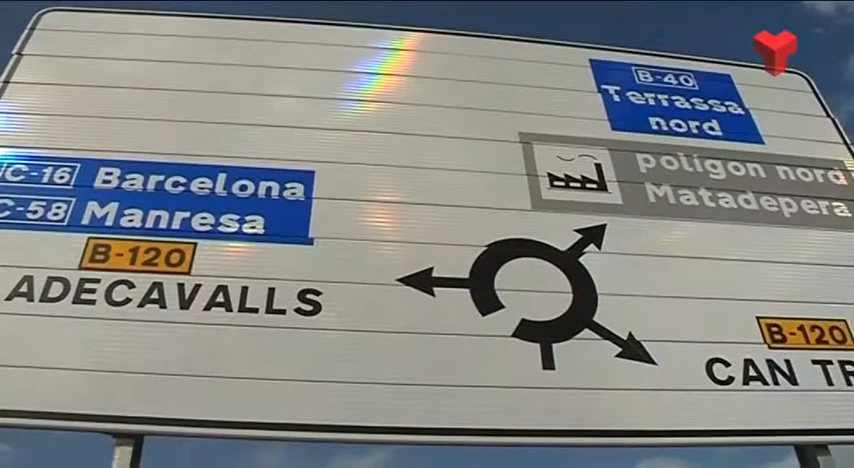 B-40
Terrassa
nord
polígon nord
Matadepera
C-16 Barcelona
C-58 Manresa
B-120
ADECAVALLS
B-120
CAN TR